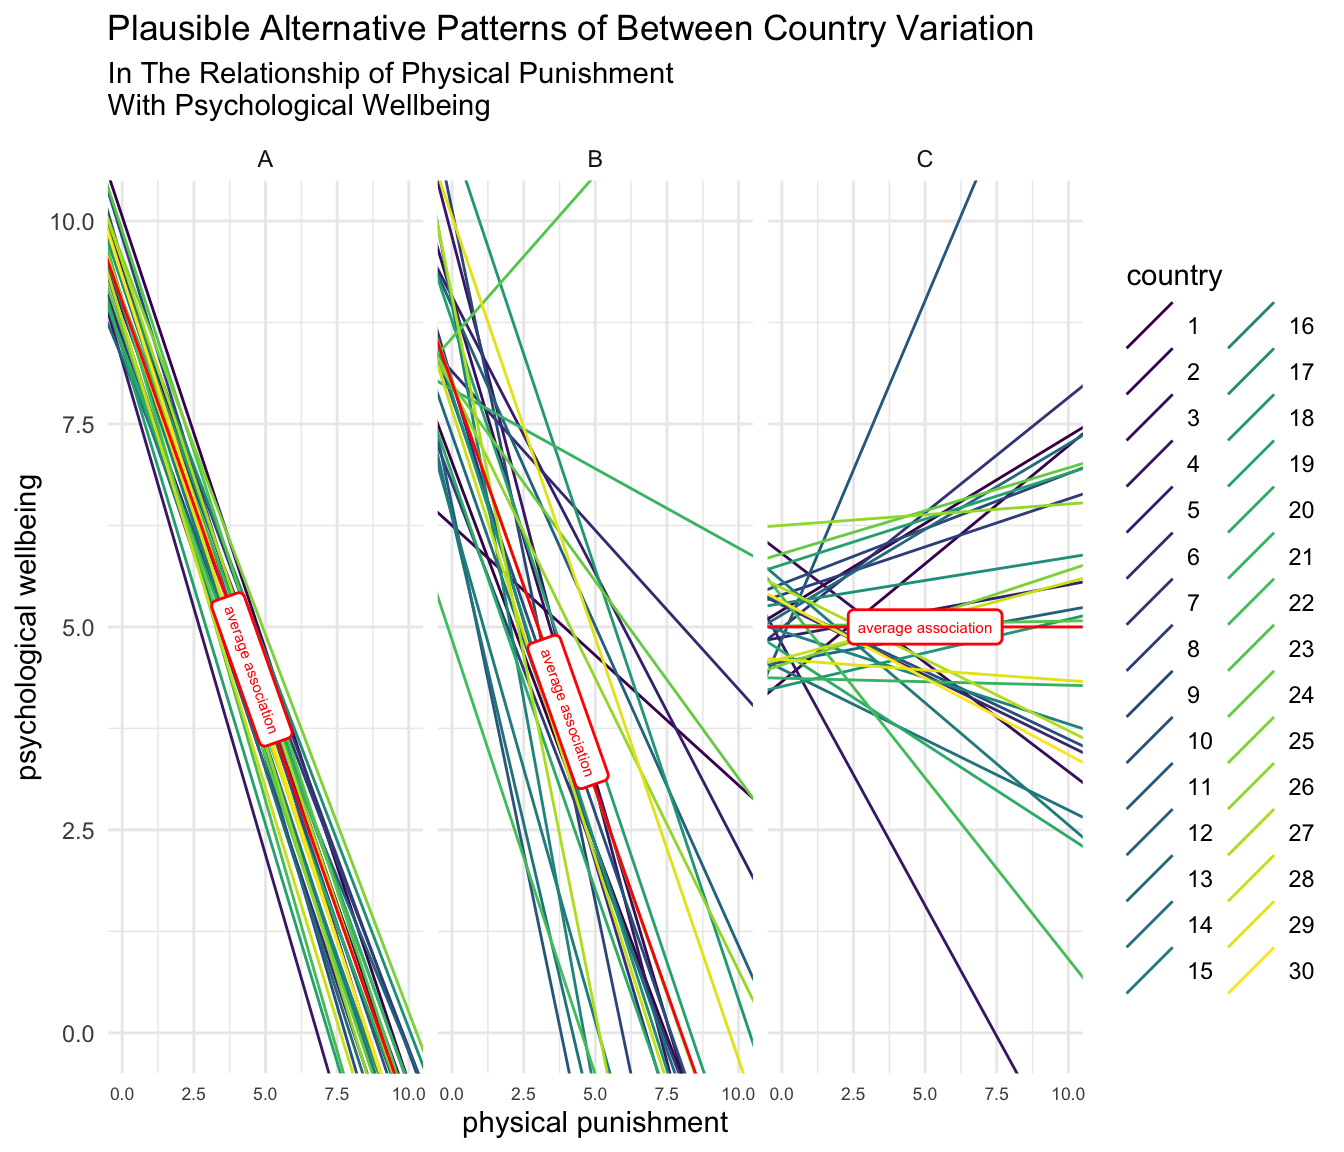 Plausible Alternative Patterns of Between Country Variation
In The Relationship of Physical Punishment
With Psychological Wellbeing
A
B
C
psychological wellbeing
10.0
7.5
5.0
2.5
0.0
average association
average association
average association
0.0 2.5 5.0 7.5 10.0
0.0 2.5 5.0 7.5 10.0
0.0 2.5 5.0 7.5 10.0
physical punishment
country
1
2
3
4
5
6
7
8
9
10
11
12
13
14
15
16
17
18
19
20
21
22
23
24
25
26
27
28
29
30